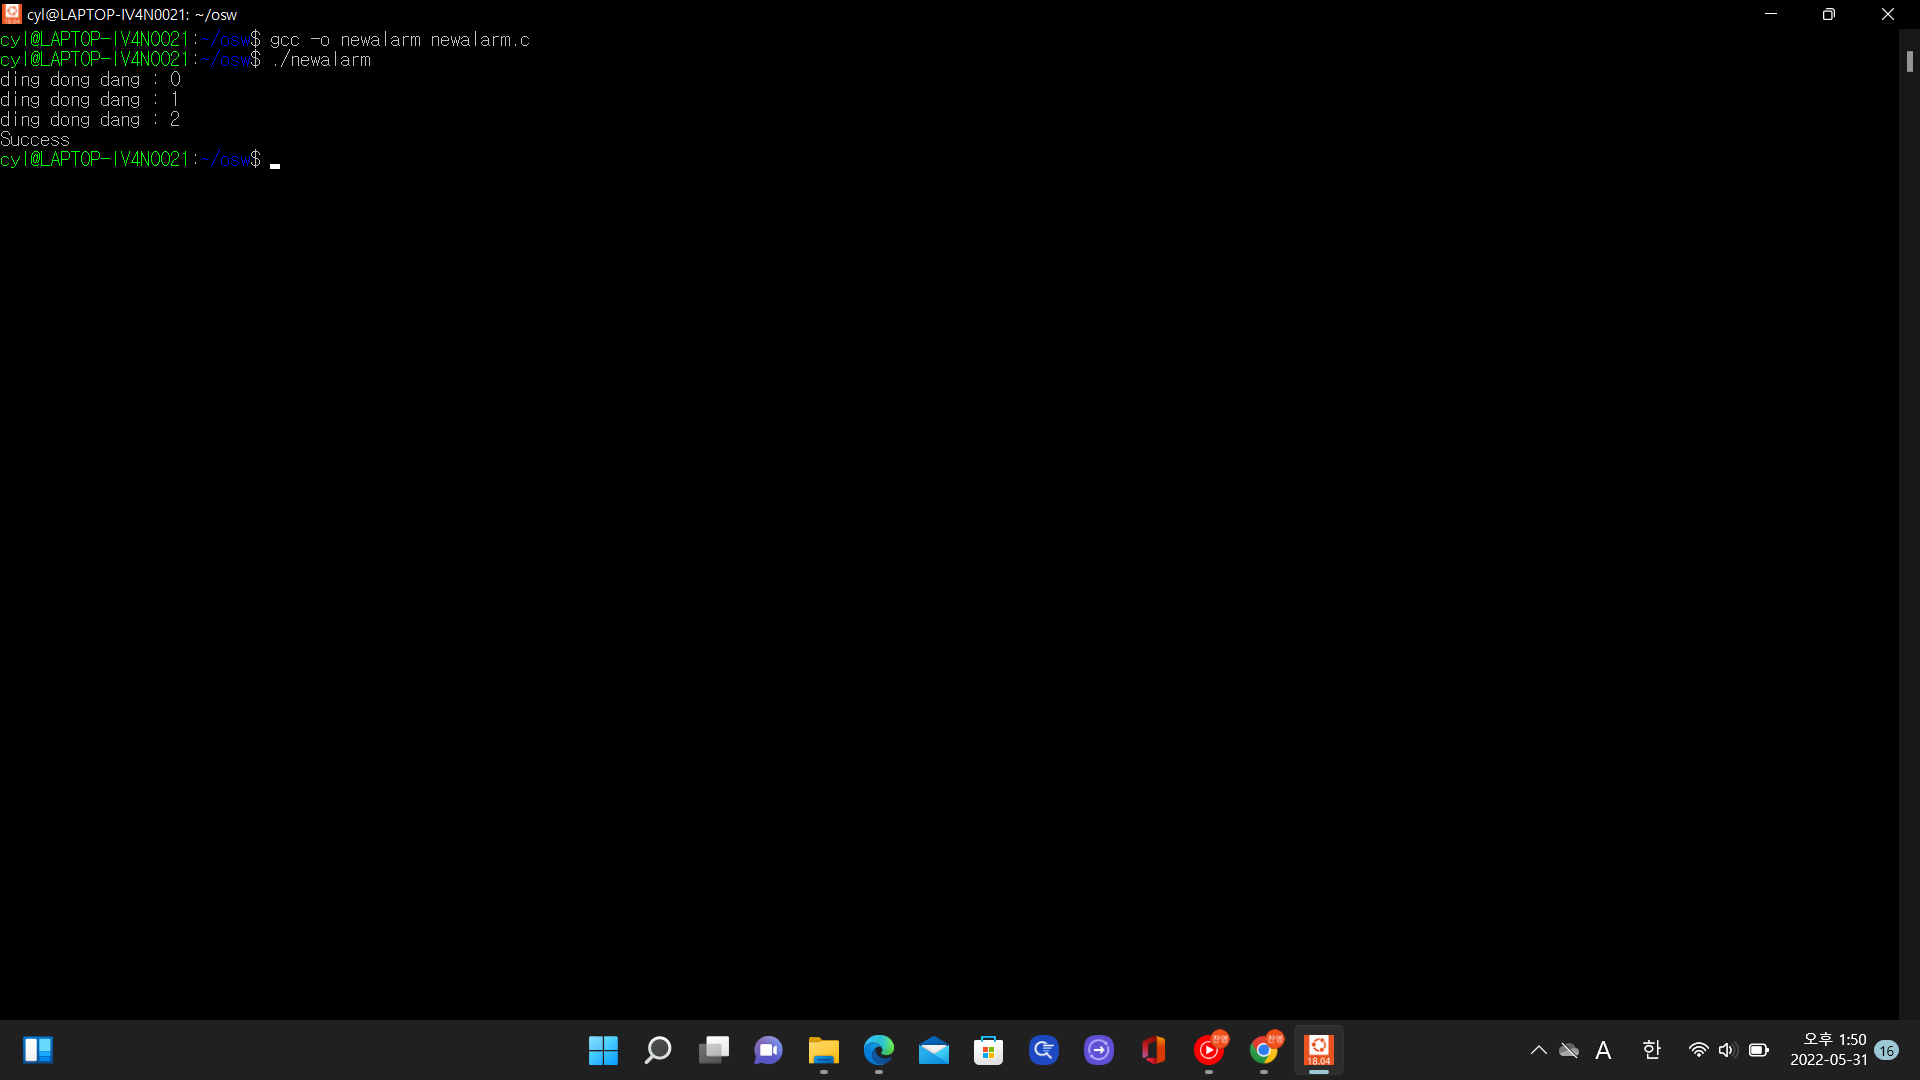 cyl@LAPTOP-IV4N0021: ~/osw
cyl@LAPTOP-IV4N0021:~/osw$ gcc -o newalarm newalarm.c
cyl@LAPTOP-IV4N0021:~/osw$ ./newalarm
ding dong dang : 0
ding dong dang : 1
ding dong dang : 2
Success
cyl@LAPTOP-IV4N0021:~/osw$
18.04
A 한
오후 1:50
2022-05-31
16